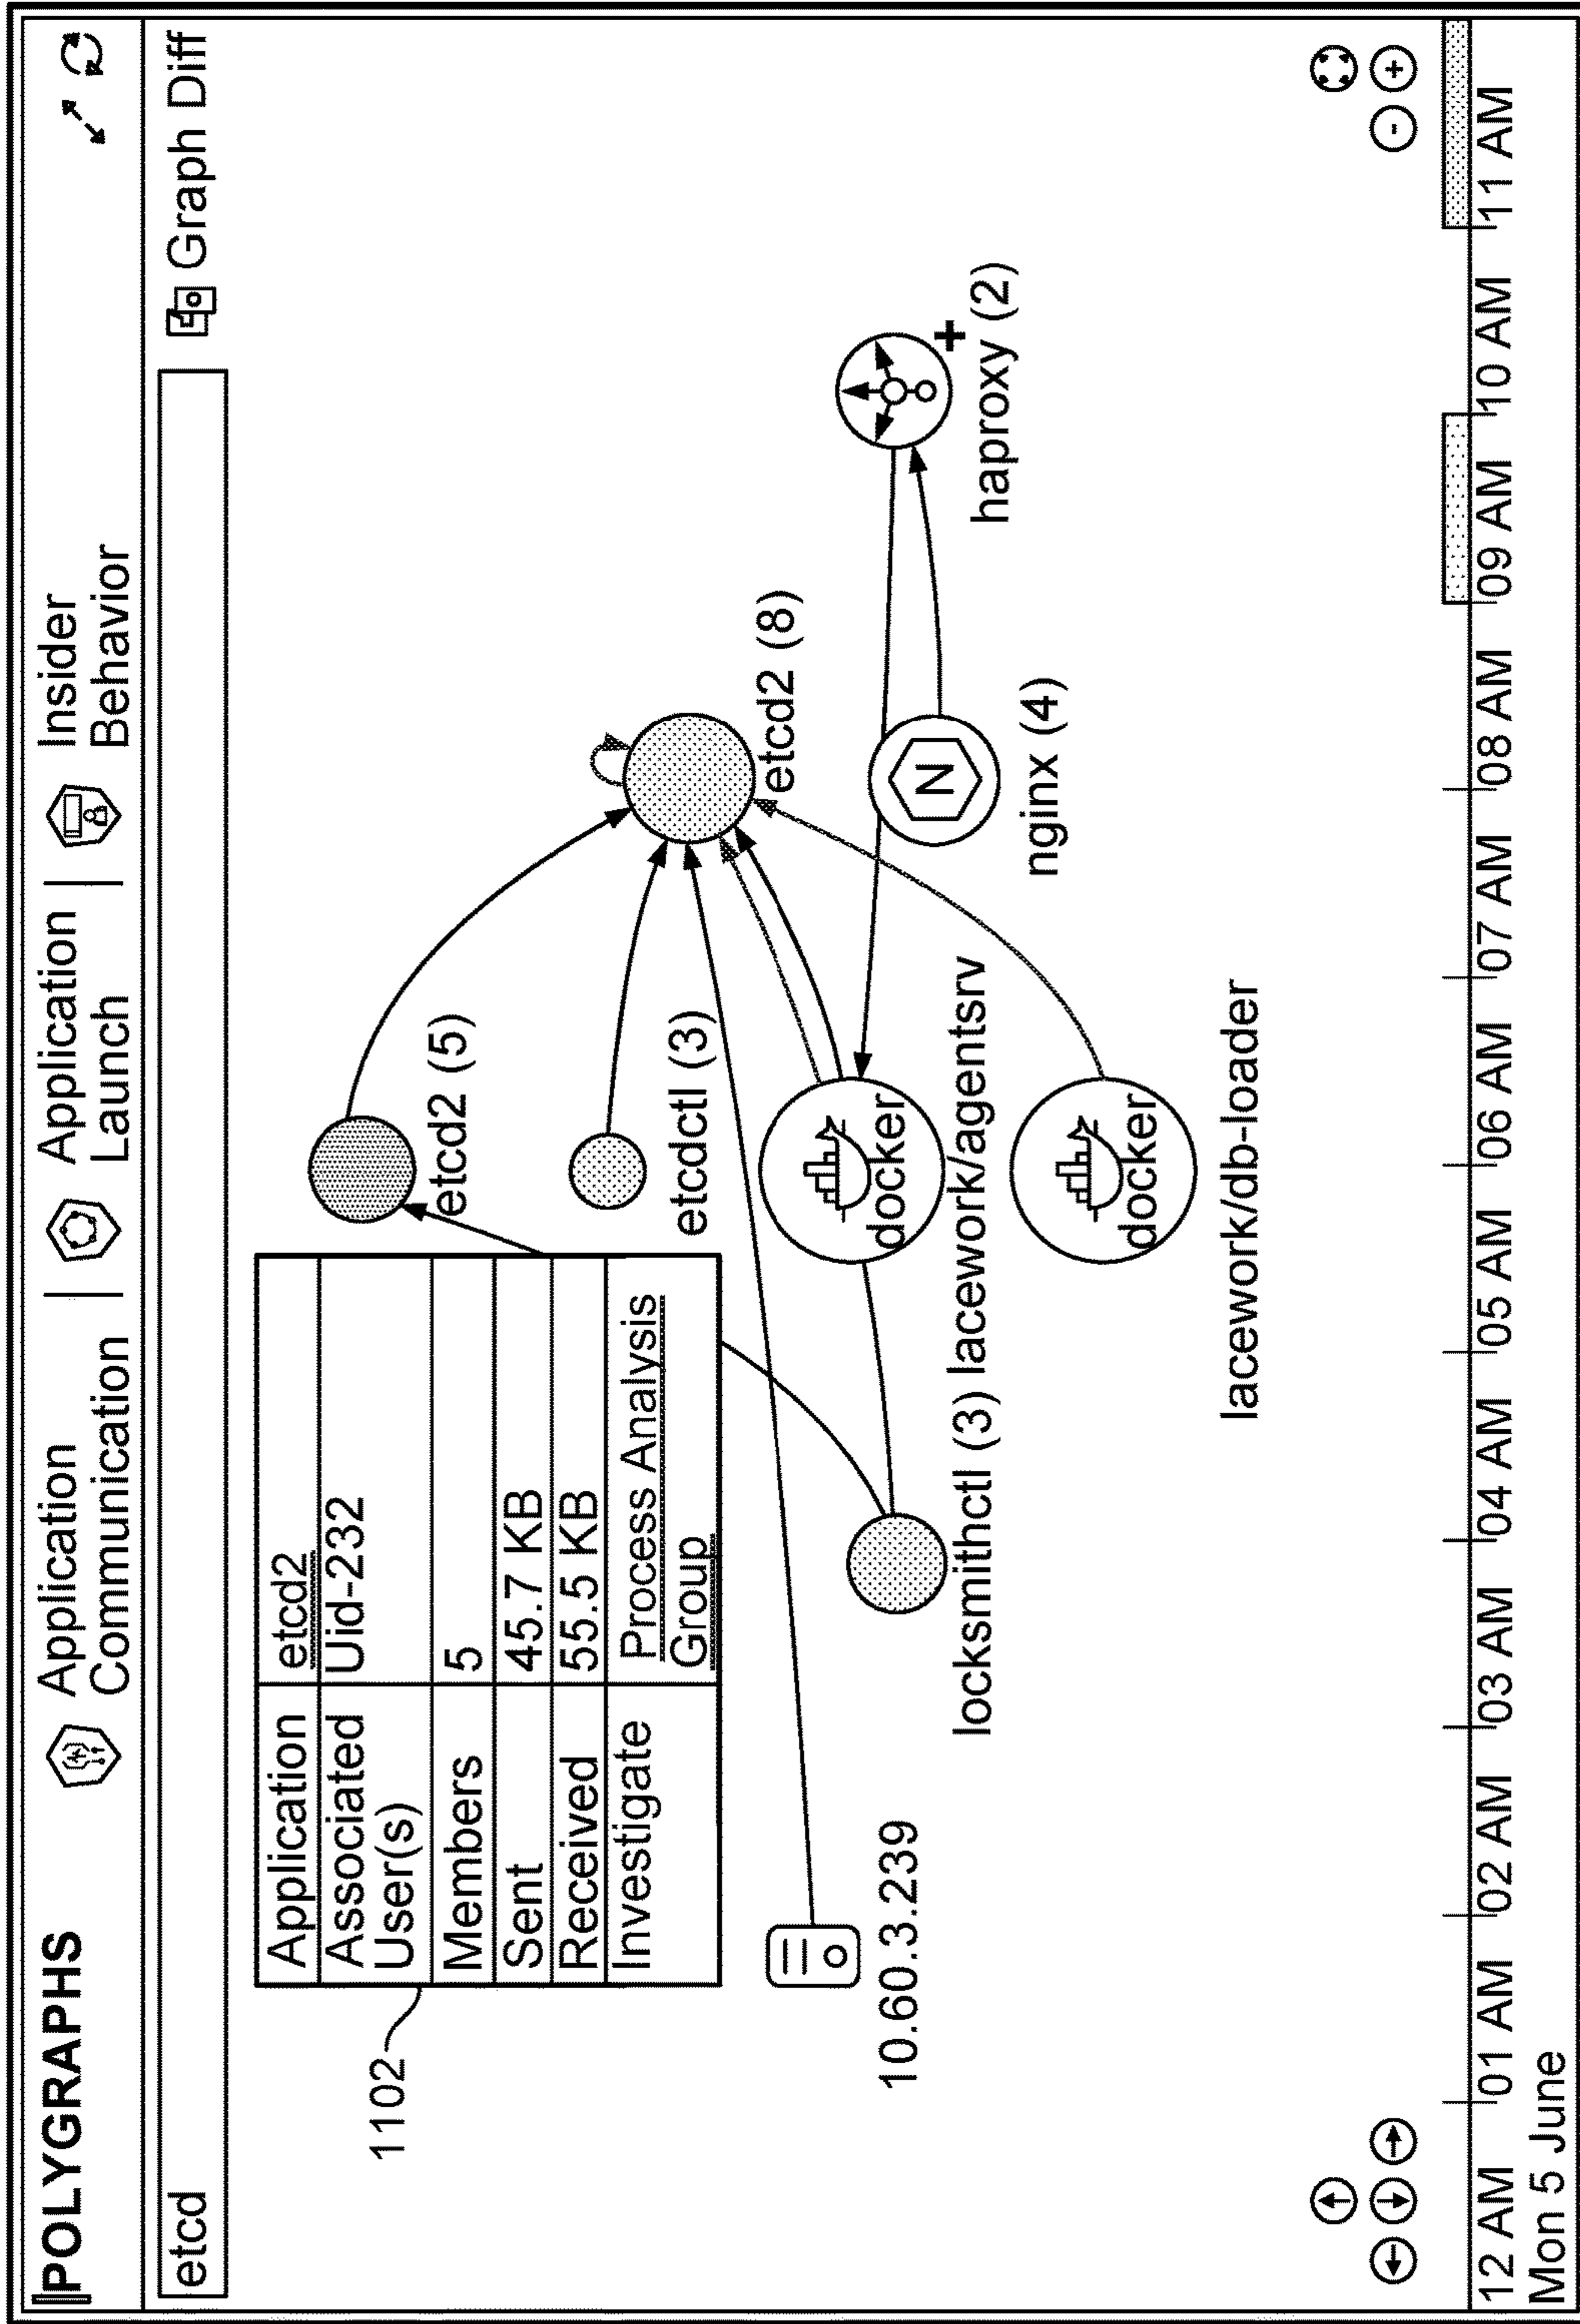 POLYGRAPHS
Application
Communication
Application
Launch
Insider
Behavior
etcd
Graph Diff
Application etcd2
Associated Uid-232
User(s)
Members 5
Sent 45.7 KB
Received 55.5 KB
Investigate Process Analysis
Group
1102
etcd2 (5)
etcdctl (3)
etcd2 (8)
10.60.3.239
docker
locksmithctl (3) lacework/agentsrv
N
nginx (4)
haproxy (2)
docker
lacework/db-loader
12 AM 01 AM 02 AM 03 AM 04 AM 05 AM 06 AM 07 AM 08 AM 09 AM 10 AM 11 AM
Mon 5 June